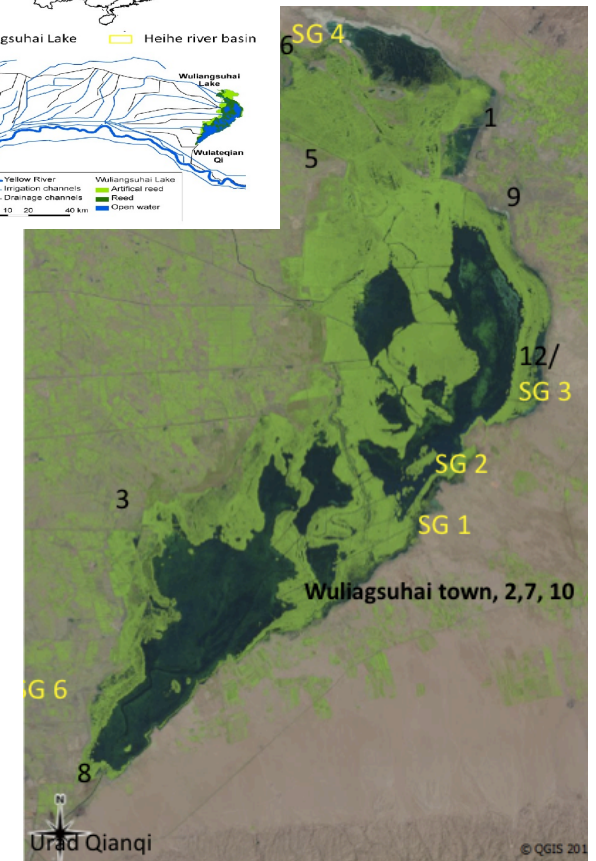 gsuhai Lake
Heihe river basin
Wuliangsuhai
Lake
Wulateqian
Qi
Yellow River
Irrigation channels
Drainage channels
Wuliangsuhai Lake
Artifical reed
Reed
Open water
10 20 40 km
6
SG 4
1
5
9
12/
SG 3
SG 2
3
SG 1
Wuliagsuhai town, 2,7, 10
SG 6
8
N
Urad Qianqi
© QGIS 201